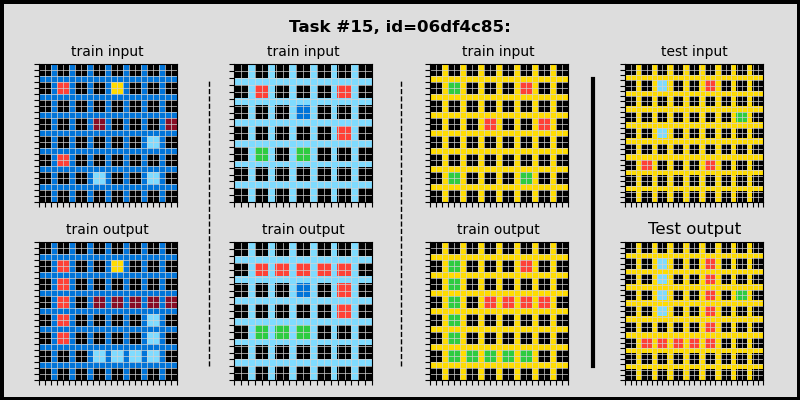 Task #15, id=06df4c85:
train input train input train input test input
train output train output train output Test output